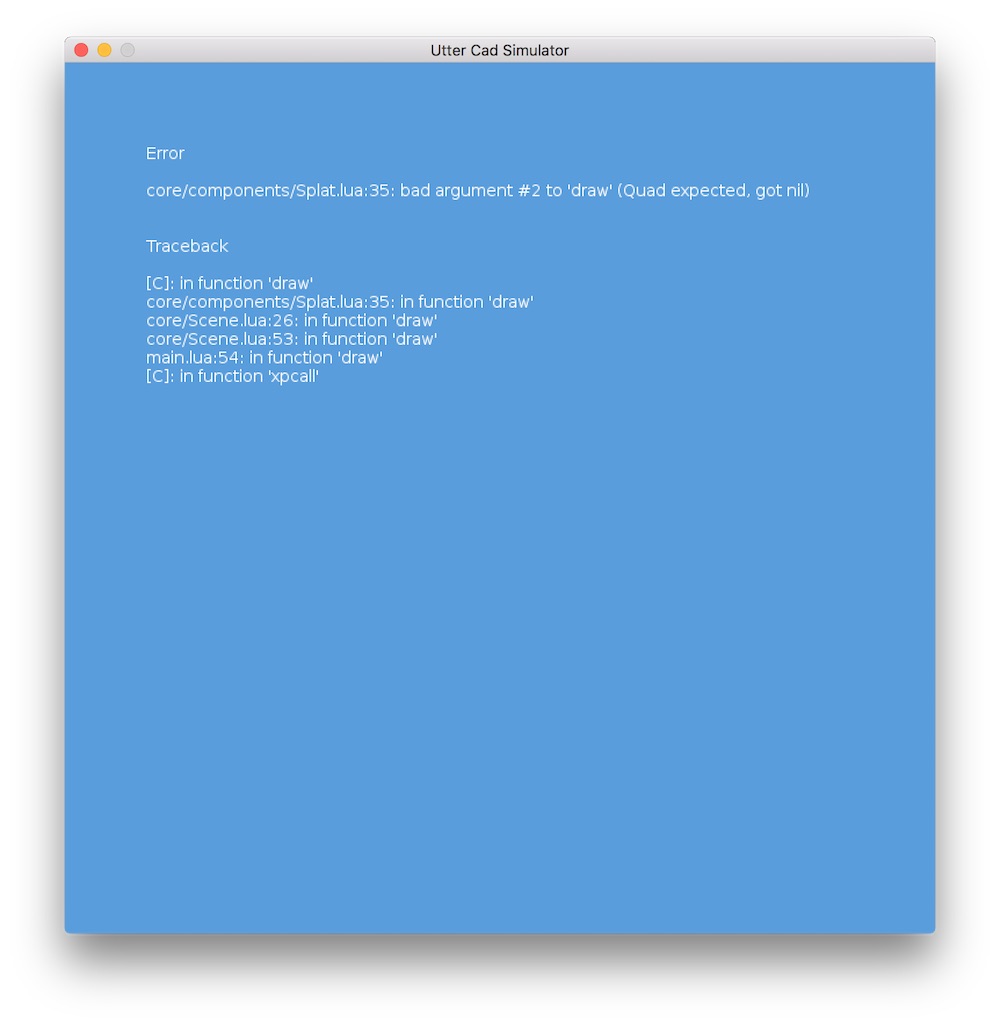 Utter Cad Simulator
Error
core/components/Splat.lua:35: bad argument #2 to 'draw' (Quad expected, got nil)
Traceback
[C]: in function 'draw'
core/components/Splat.lua:35: in function 'draw'
core/Scene.lua:26: in function 'draw'
core/Scene.lua:53: in function 'draw'
main.lua:54: in function 'draw'
[C]: in function 'xpcall'